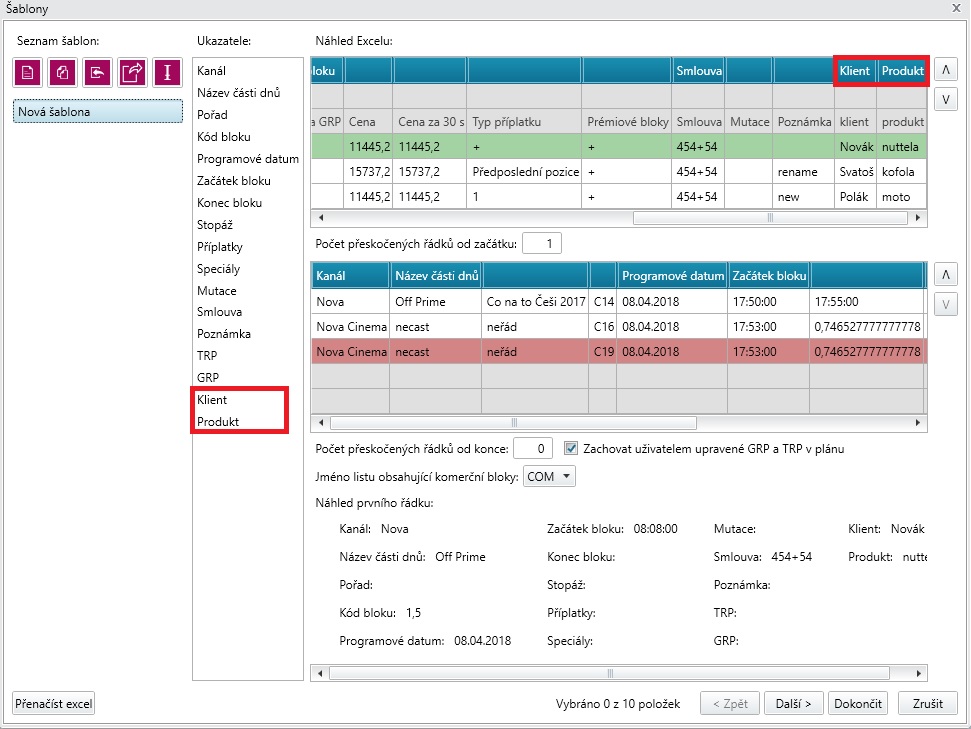 Šablony
Seznam šablon:
Nová šablona
Ukazatele:
Kanál
Název části dnů
Pořad
Kód bloku
Programové datum
Začátek bloku
Konec bloku
Stopáž
Příplatky
Speciály
Mutace
Smlouva
Poznámka
TRP
GRP
Klient
Produkt
Náhled Excelu:
loku Smlouva Klient Produkt
a GRP Cena Cena za 30 s Typ příplatku Prémiové bloky Smlouva Mutace Poznámka klient produkt
11445,2 11445,2 + + 454+54 Novák nuttela
15737,2 15737,2 Předposlední pozice + 454+54 rename Svatoš kofola
11445,2 11445,2 1 + 454+54 new Polák moto
Počet přeskočených řádků od začátku: 1
Kanál Název části dnů Programové datum Začátek bloku
Nova Off Prime Co na to Češi 2017 C14 08.04.2018 17:50:00 17:55:00
Nova Cinema necast neřád C16 08.04.2018 17:53:00 0,746527777777778
Nova Cinema necast neřád C19 08.04.2018 17:53:00 0,746527777777778
Počet přeskočených řádků od konce: 0 Zachovat uživatelem upravené GRP a TRP v plánu
Jméno listu obsahující komerční bloky: COM
Náhled prvního řádku:
Kanál: Nova Začátek bloku: 08:08:00 Mutace: Klient: Novák
Název části dnů: Off Prime Konec bloku: Smlouva: 454+54 Produkt: nutte
Pořad: Stopáž: Poznámka:
Kód bloku: 1,5 Příplatky: TRP:
Programové datum: 08.04.2018 Speciály: GRP:
Přenačíst excel Vybráno 0 z 10 položek < Zpět Další > Dokončit Zrušit